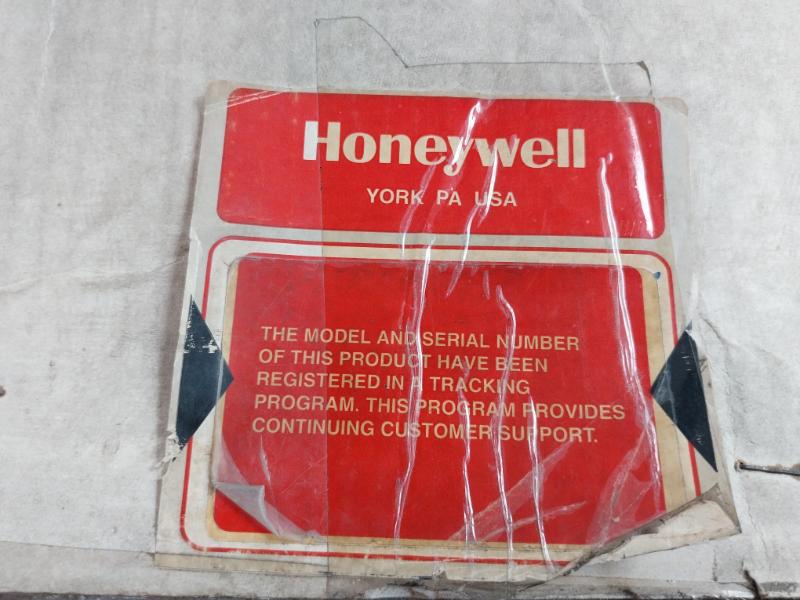 Honeywell
YORK PA USA
THE MODEL AND SERIAL NUMBER
OF THIS PRODUCT HAVE BEEN
REGISTERED IN A TRACKING
PROGRAM. THIS PROGRAM PROVIDES
CONTINUING CUSTOMER SUPPORT.